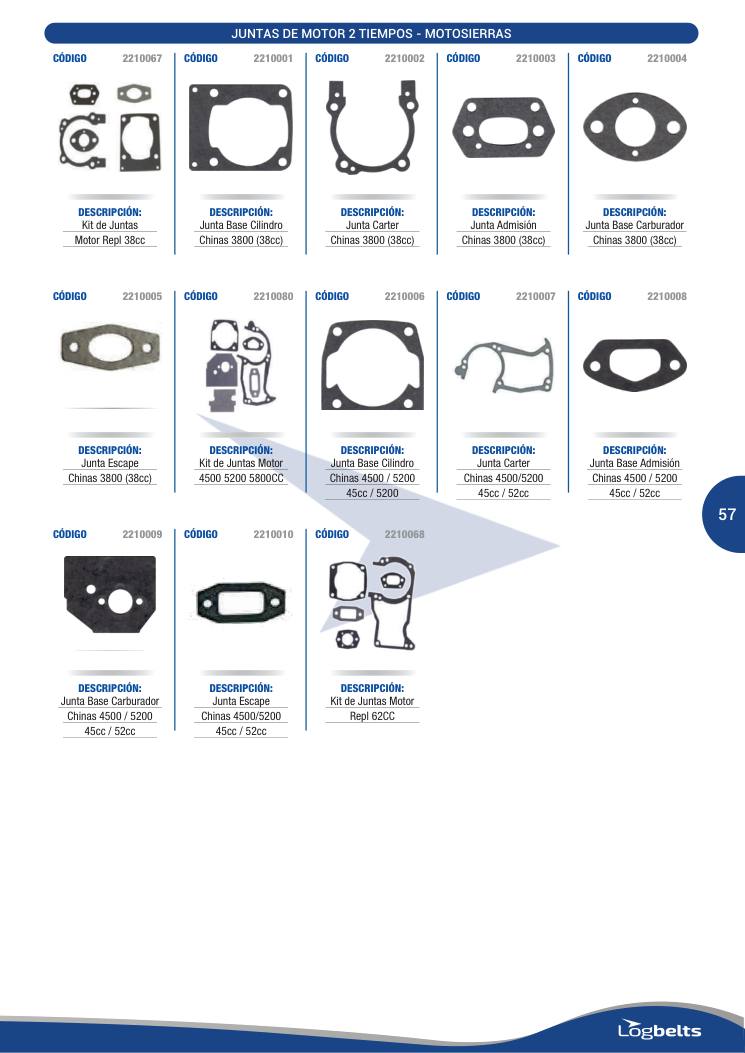 JUNTAS DE MOTOR 2 TIEMPOS - MOTOSIERRAS
CÓDIGO 2210067
DESCRIPCIÓN:
Kit de Juntas
Motor Repl 38cc
CÓDIGO 2210001
DESCRIPCIÓN:
Junta Base Cilindro
Chinas 3800 (38cc)
CÓDIGO 2210002
DESCRIPCIÓN:
Junta Carter
Chinas 3800 (38cc)
CÓDIGO 2210003
DESCRIPCIÓN:
Junta Admisión
Chinas 3800 (38cc)
CÓDIGO 2210004
DESCRIPCIÓN:
Junta Base Carburador
Chinas 3800 (38cc)
CÓDIGO 2210005
DESCRIPCIÓN:
Junta Escape
Chinas 3800 (38cc)
CÓDIGO 2210080
DESCRIPCIÓN:
Kit de Juntas Motor
4500 5200 5800CC
CÓDIGO 2210006
DESCRIPCIÓN:
Junta Base Cilindro
Chinas 4500 / 5200
45cc / 5200
CÓDIGO 2210007
DESCRIPCIÓN:
Junta Carter
Chinas 4500/5200
45cc / 52cc
CÓDIGO 2210008
DESCRIPCIÓN:
Junta Base Admisión
Chinas 4500 / 5200
45cc / 52cc
57
CÓDIGO 2210009
DESCRIPCIÓN:
Junta Base Carburador
Chinas 4500 / 5200
45cc / 52cc
CÓDIGO 2210010
DESCRIPCIÓN:
Junta Escape
Chinas 4500/5200
45cc / 52cc
CÓDIGO 2210068
DESCRIPCIÓN:
Kit de Juntas Motor
Repl 62CC
Logbelts